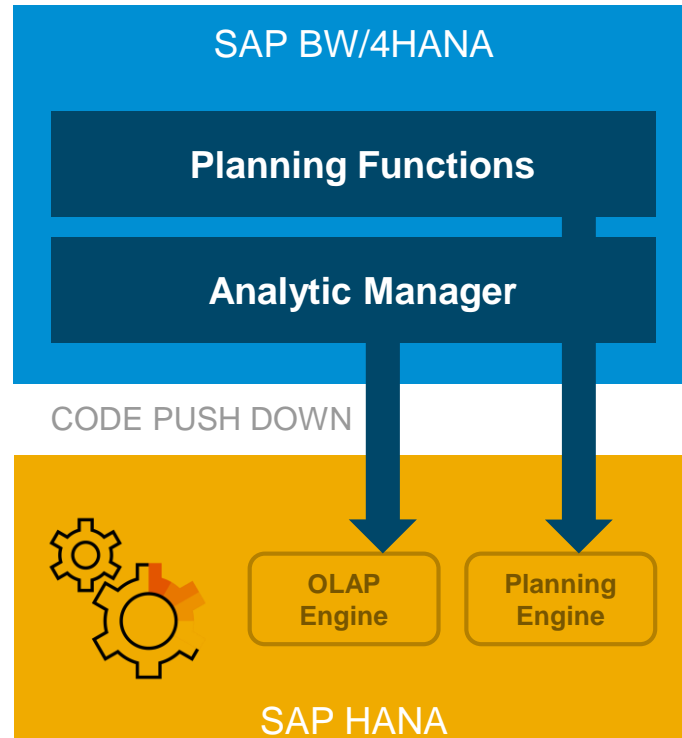 SAP BW/4HANA
Planning Functions
Analytic Manager
CODE PUSH DOWN
OLAP
Engine
Planning
Engine
SAP HANA